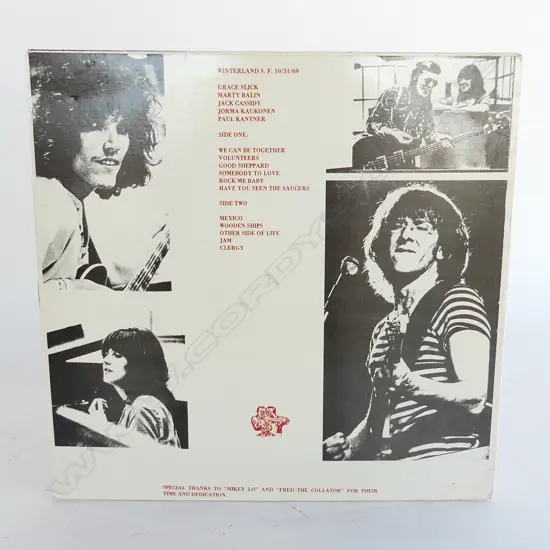 WINTERLAND S. F. 10/31/69
GRACE SLICK
MARTY BALIN
JACK CASSIDY
JORMA KAUKONEN
PAUL KANTNER
SIDE ONE:
WE CAN BE TOGETHER
VOLUNTEERS
GOOD SHEPPARD
SOMEBODY TO LOVE
ROCK ME BABY
HAVE YOU SEEN THE SAUCERS
SIDE TWO
MEXICO
WOODEN SHIPS
OTHER SIDE OF LIFE
JAM
CLERGY
SPECIAL THANKS TO "MIKEY LO" AND "FRED THE COLLATOR" FOR THEIR
TIME AND DEDICATION.